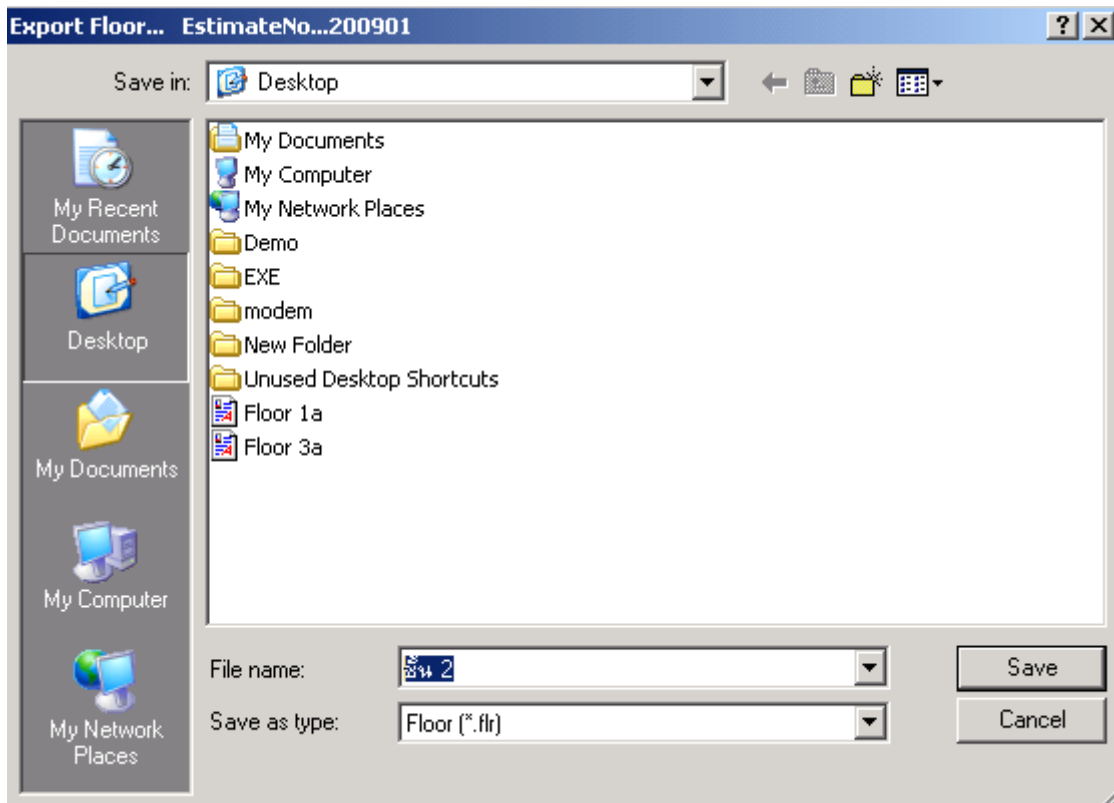 Export Floor... EstimateNo...200901
Save in: Desktop
My Recent
Documents
Desktop
My Documents
My Computer
My Network
Places
My Documents
My Computer
My Network Places
Demo
EXE
modem
New Folder
Unused Desktop Shortcuts
Floor 1a
Floor 3a
File name: ชั้น 2 Save
Save as type: Floor (*.flr) Cancel